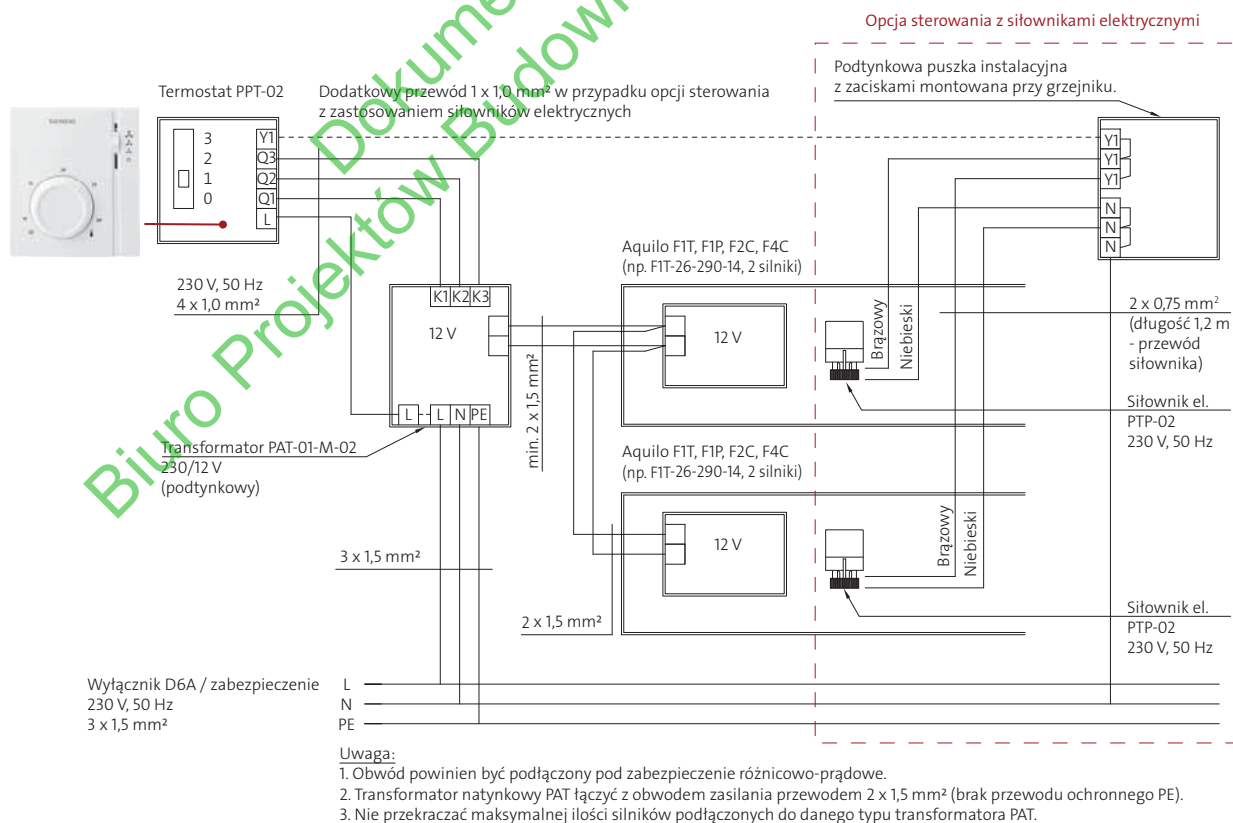 Opcja sterowania z siłownikami elektrycznymi
Dokume
Biuro Projektów Budowl
Podtynkowa puszka instalacyjna
z zaciskami montowana przy grzejniku.
Termostat PPT-02
Dodatkowy przewód 1 x 1,0 mm² w przypadku opcji sterowania
z zastosowaniem siłowników elektrycznych
SIEMENS
3
2
1
0
Y1
Q3
Q2
Q1
L
Y1
Y1
Y1
N
N
N
230 V, 50 Hz
4 x 1,0 mm²
K1 K2 K3
12 V
L L N PE
Transformator PAT-01-M-02
230/12 V
(podtynkowy)
min. 2 x 1,5 mm²
Aquilo F1T, F1P, F2C, F4C
(np. F1T-26-290-14, 2 silniki)
12 V
Brązowy
Niebieski
2 x 0,75 mm²
(długość 1,2 m
- przewód
siłownika)
Siłownik el.
PTP-02
230 V, 50 Hz
Aquilo F1T, F1P, F2C, F4C
(np. F1T-26-290-14, 2 silniki)
12 V
Brązowy
Niebieski
3 x 1,5 mm²
2 x 1,5 mm²
Siłownik el.
PTP-02
230 V, 50 Hz
Wyłącznik D6A / zabezpieczenie
230 V, 50 Hz
3 x 1,5 mm²
L
N
PE
Uwaga:
1. Obwód powinien być podłączony pod zabezpieczenie różnicowo-prądowe.
2. Transformator natynkowy PAT łączyć z obwodem zasilania przewodem 2 x 1,5 mm² (brak przewodu ochronnego PE).
3. Nie przekraczać maksymalnej ilości silników podłączonych do danego typu transformatora PAT.